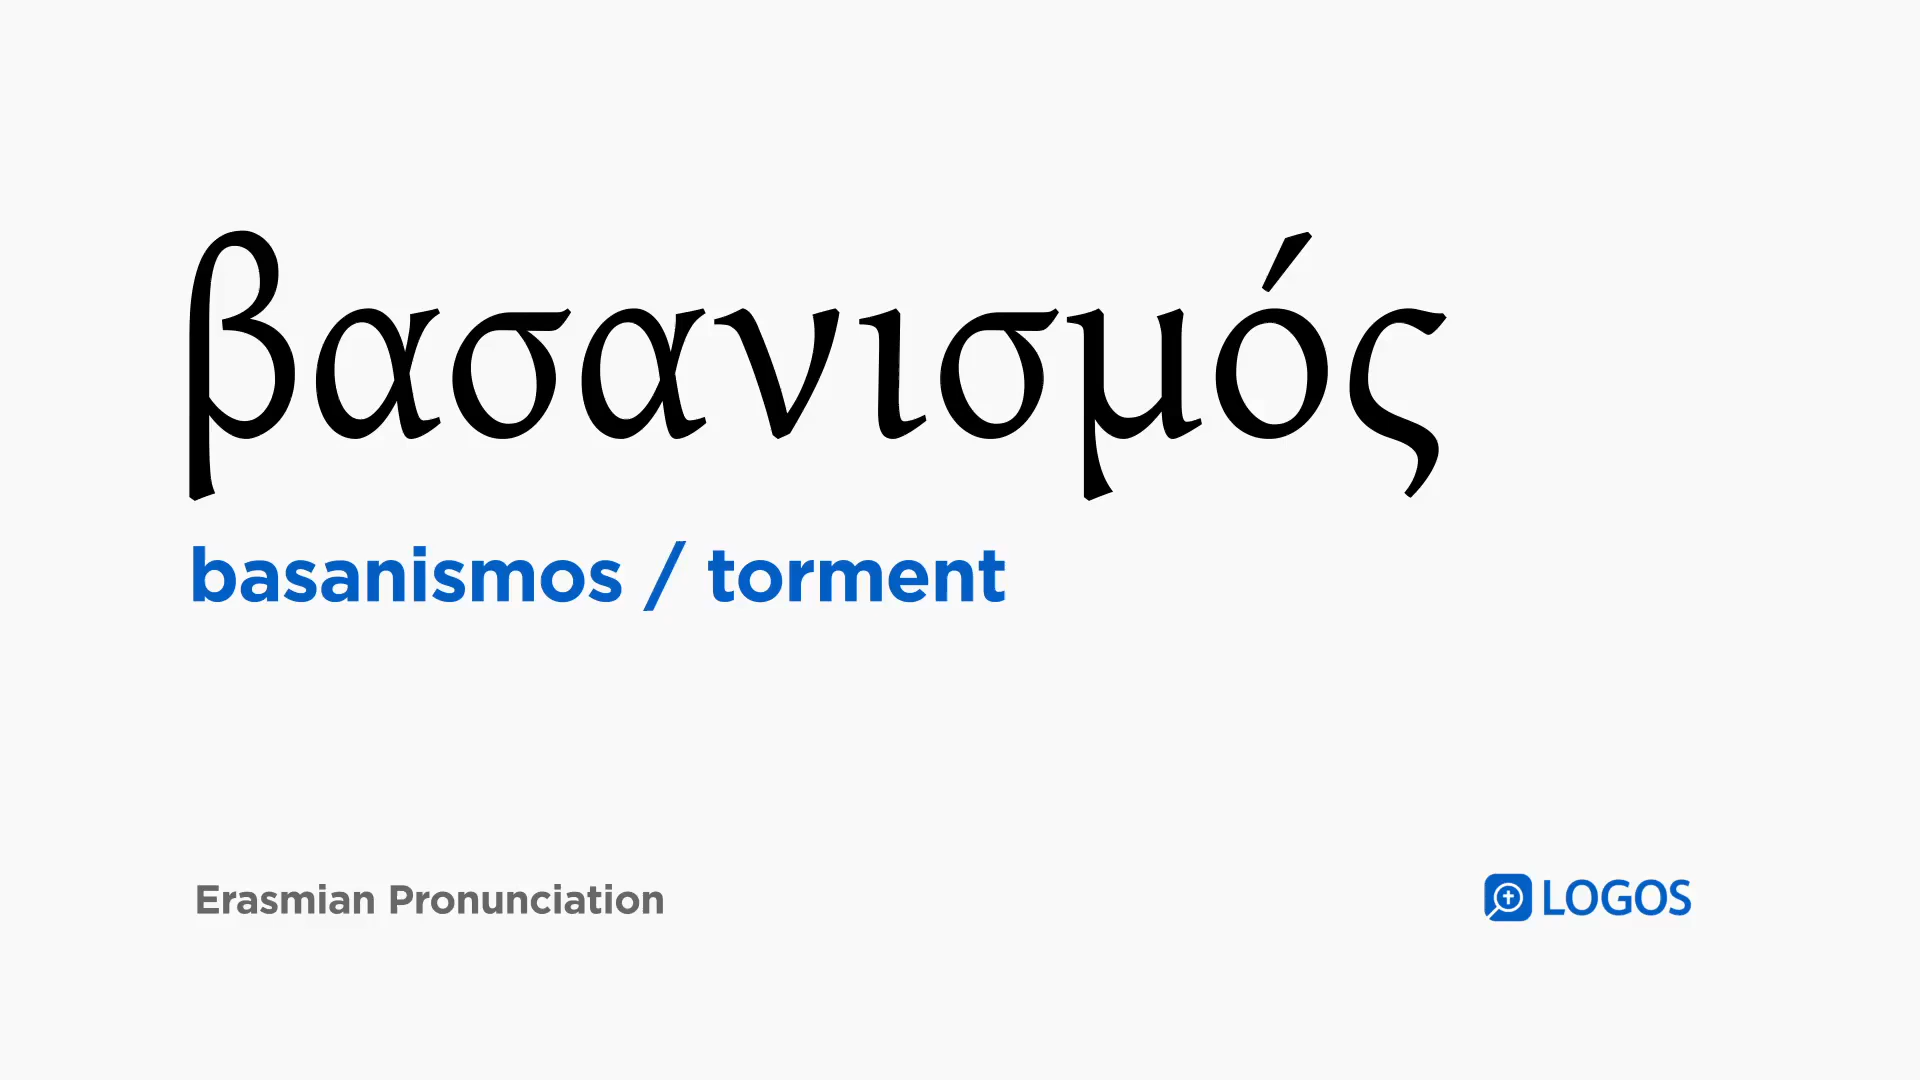 βασανισμός
basanismos / torment
Erasmian Pronunciation
LOGOS